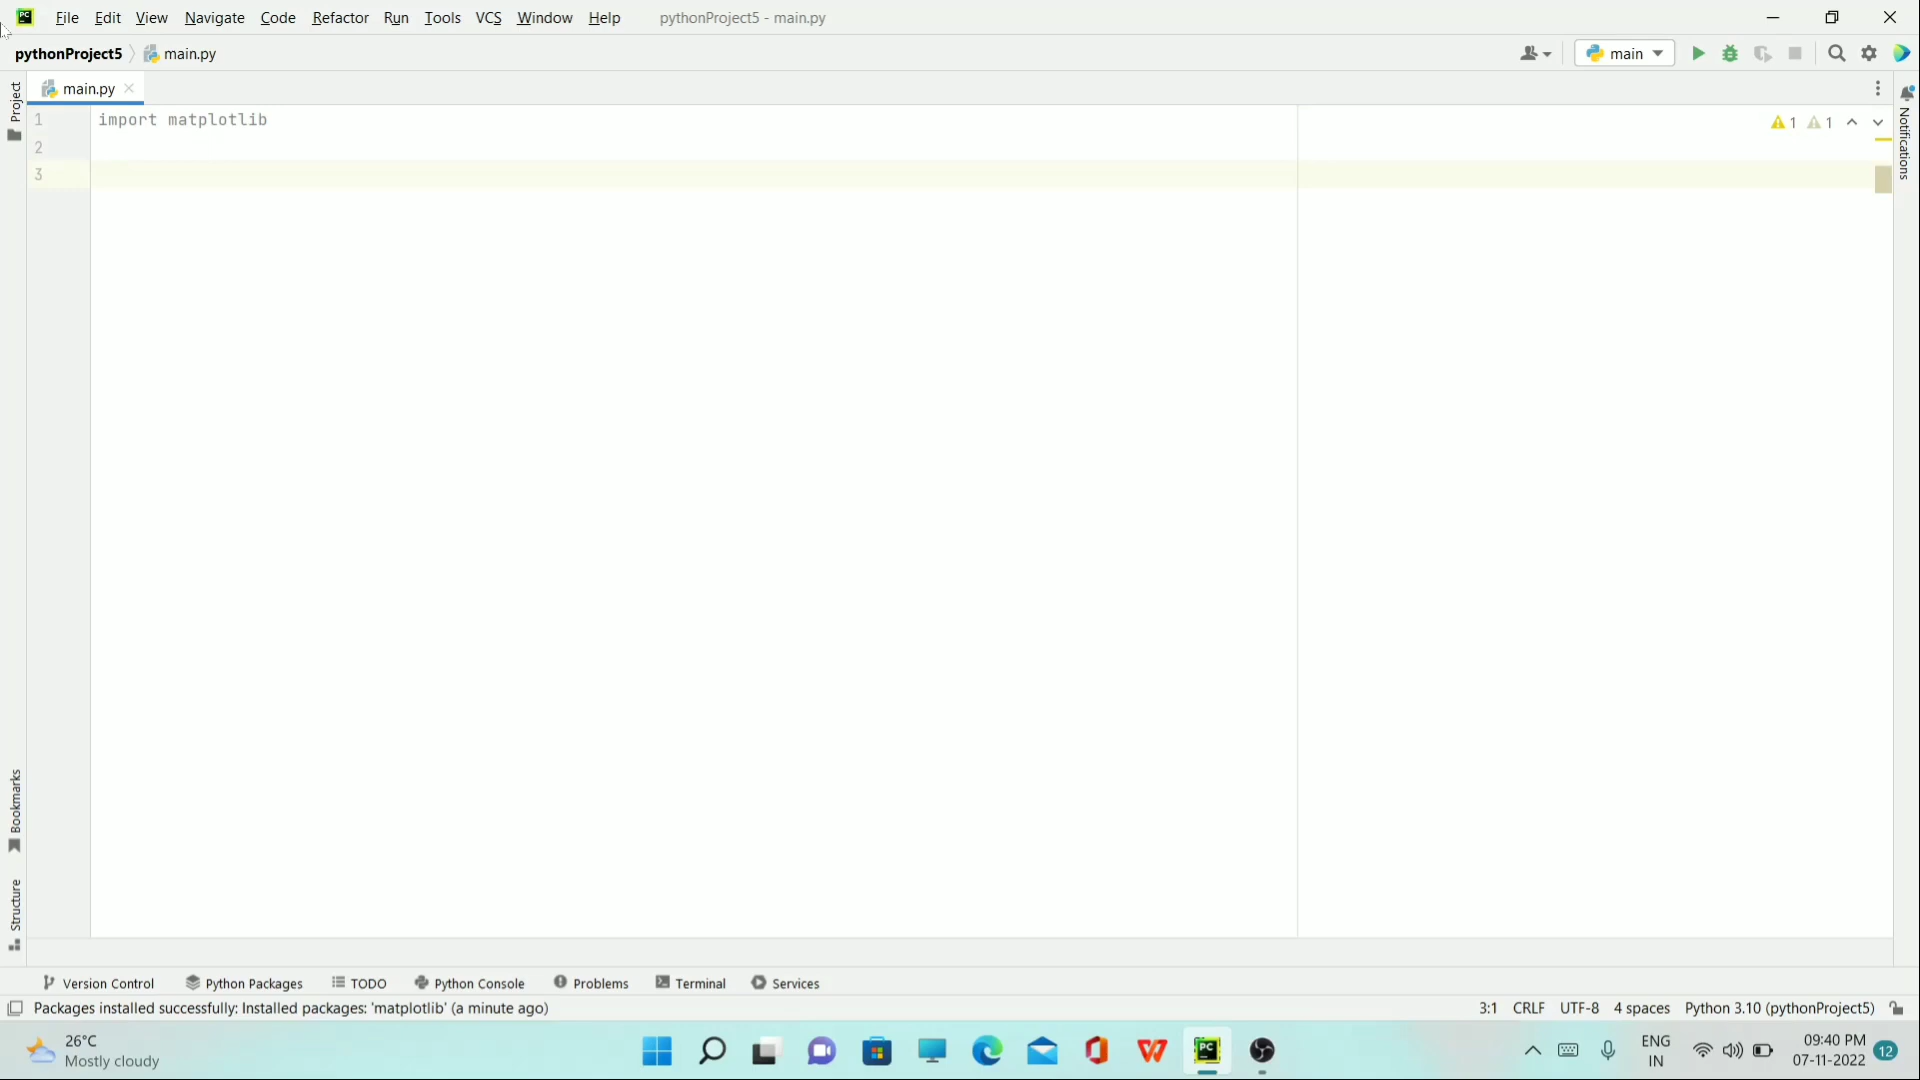 File Edit View Navigate Code Refactor Run Tools VCS Window Help pythonProject5 - main.py
pythonProject5 main.py main
main.py
1 import matplotlib
2
3
1 1
Project
Notifications
Bookmarks
Structure
Version Control Python Packages TODO Python Console Problems Terminal Services
Packages installed successfully: Installed packages: 'matplotlib' (a minute ago) 3:1 CRLF UTF-8 4 spaces Python 3.10 (pythonProject5)
26°C
Mostly cloudy
ENG
IN
09:40 PM
07-11-2022
12